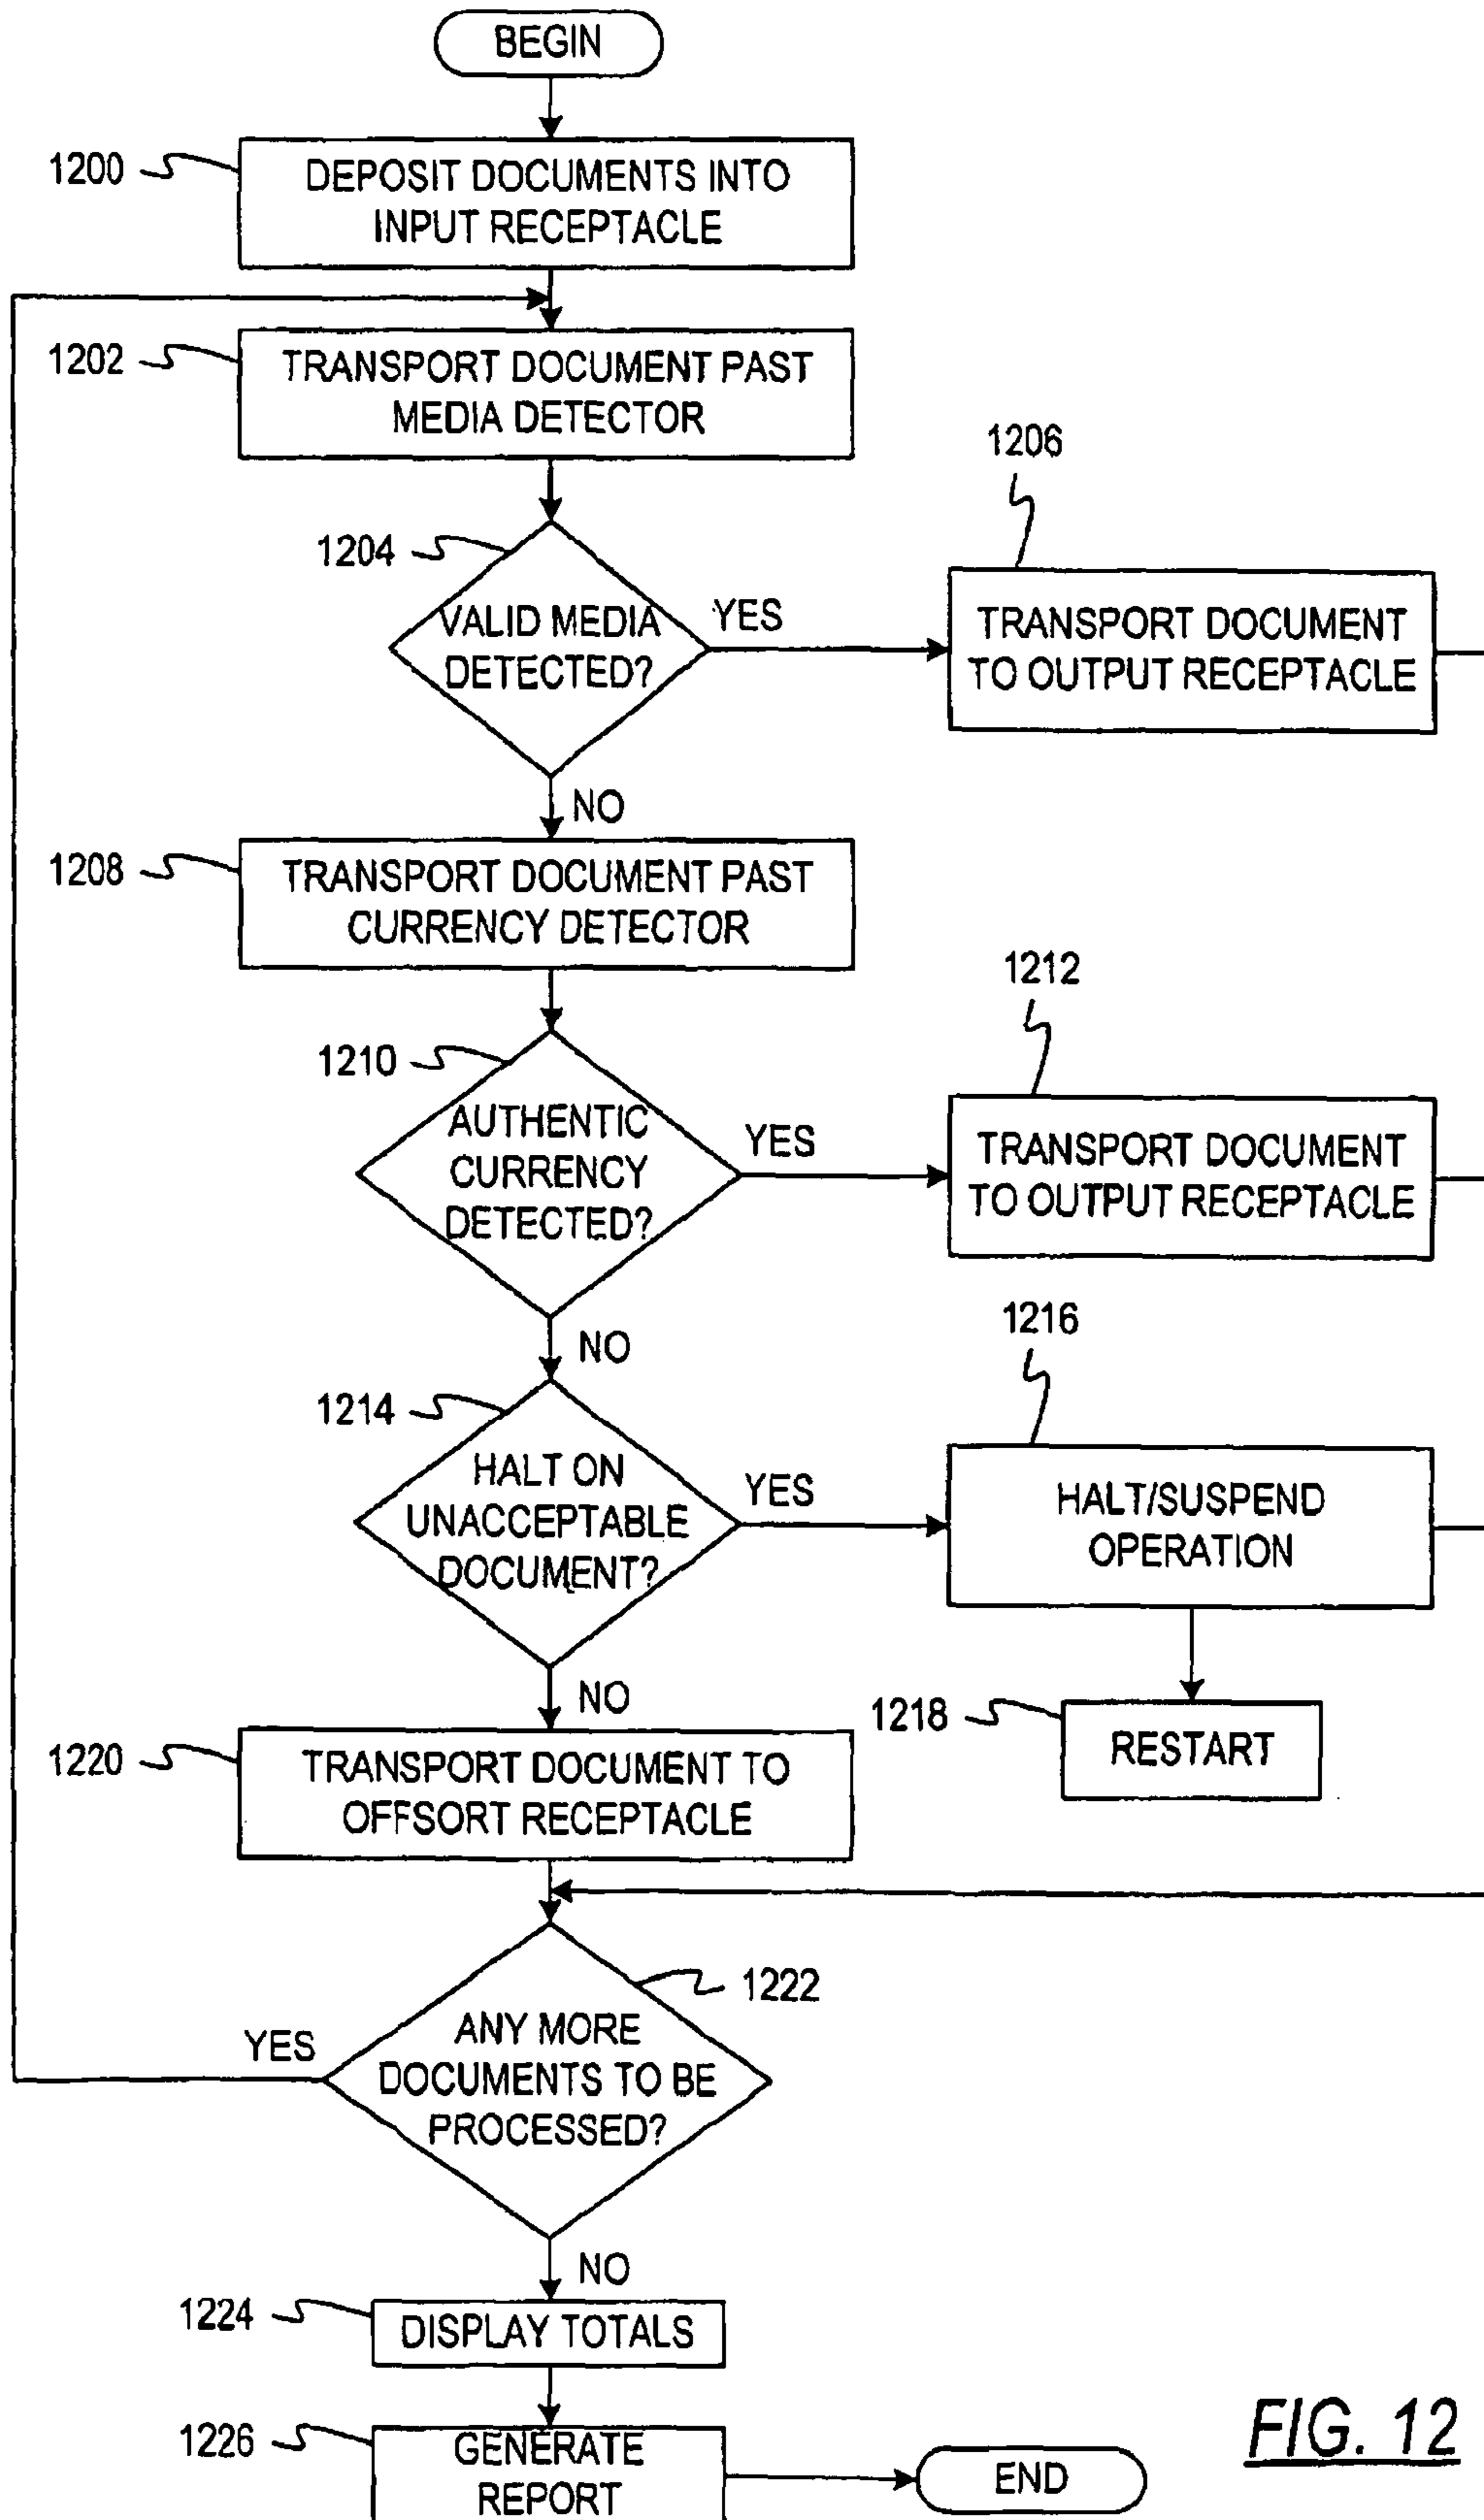 BEGIN
1200
DEPOSIT DOCUMENTS INTO
INPUT RECEPTACLE
1202
TRANSPORT DOCUMENT PAST
MEDIA DETECTOR
1204
VALID MEDIA
DETECTED?
YES
1206
TRANSPORT DOCUMENT
TO OUTPUT RECEPTACLE
NO
1208
TRANSPORT DOCUMENT PAST
CURRENCY DETECTOR
1210
AUTHENTIC
CURRENCY
DETECTED?
YES
1212
TRANSPORT DOCUMENT
TO OUTPUT RECEPTACLE
NO
1214
HALT ON
UNACCEPTABLE
DOCUMENT?
YES
1216
HALT/SUSPEND
OPERATION
1218
RESTART
NO
1220
TRANSPORT DOCUMENT TO
OFFSORT RECEPTACLE
1222
ANY MORE
DOCUMENTS TO BE
PROCESSED?
YES
NO
1224
DISPLAY TOTALS
1226
GENERATE
REPORT
END
FIG. 12